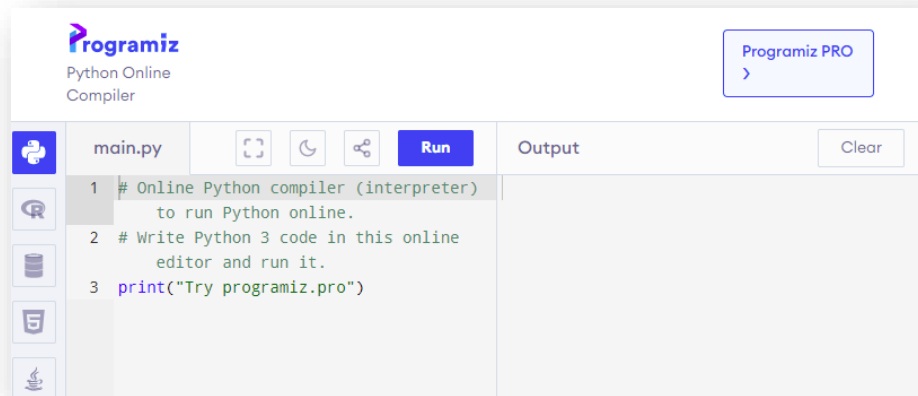 Programiz
Python Online
Compiler
Programiz PRO
main.py
Run
Output
Clear
1 # Online Python compiler (interpreter)
to run Python online.
2 # Write Python 3 code in this online
editor and run it.
3 print("Try programiz.pro")
R
5